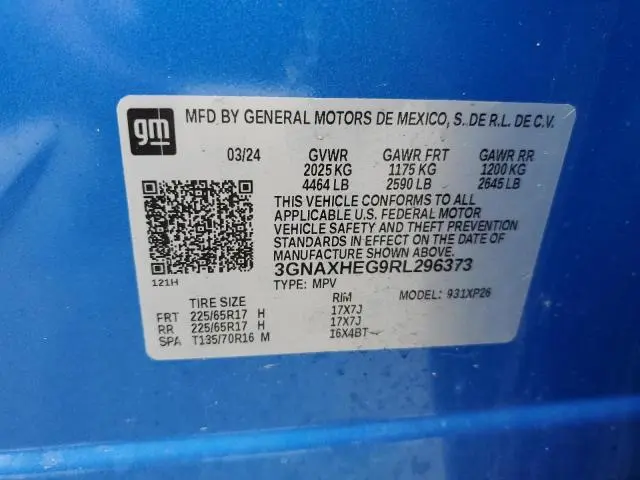 gm
MFD BY GENERAL MOTORS DE MEXICO, S. DE R.L. DE C.V.
03/24 GVWR GAWR FRT GAWR RR
2025 KG 1175 KG 1200 KG
4464 LB 2590 LB 2645 LB
THIS VEHICLE CONFORMS TO ALL
APPLICABLE U.S. FEDERAL MOTOR
VEHICLE SAFETY AND THEFT PREVENTION
STANDARDS IN EFFECT ON THE DATE OF
MANUFACTURE SHOWN ABOVE.
3GNAXHEG9RL296373
121H
TYPE: MPV MODEL: 931XP26
TIRE SIZE RIM
FRT 225/65R17 H 17X7J
RR 225/65R17 H 17X7J
SPA T135/70R16 M 16X4BT